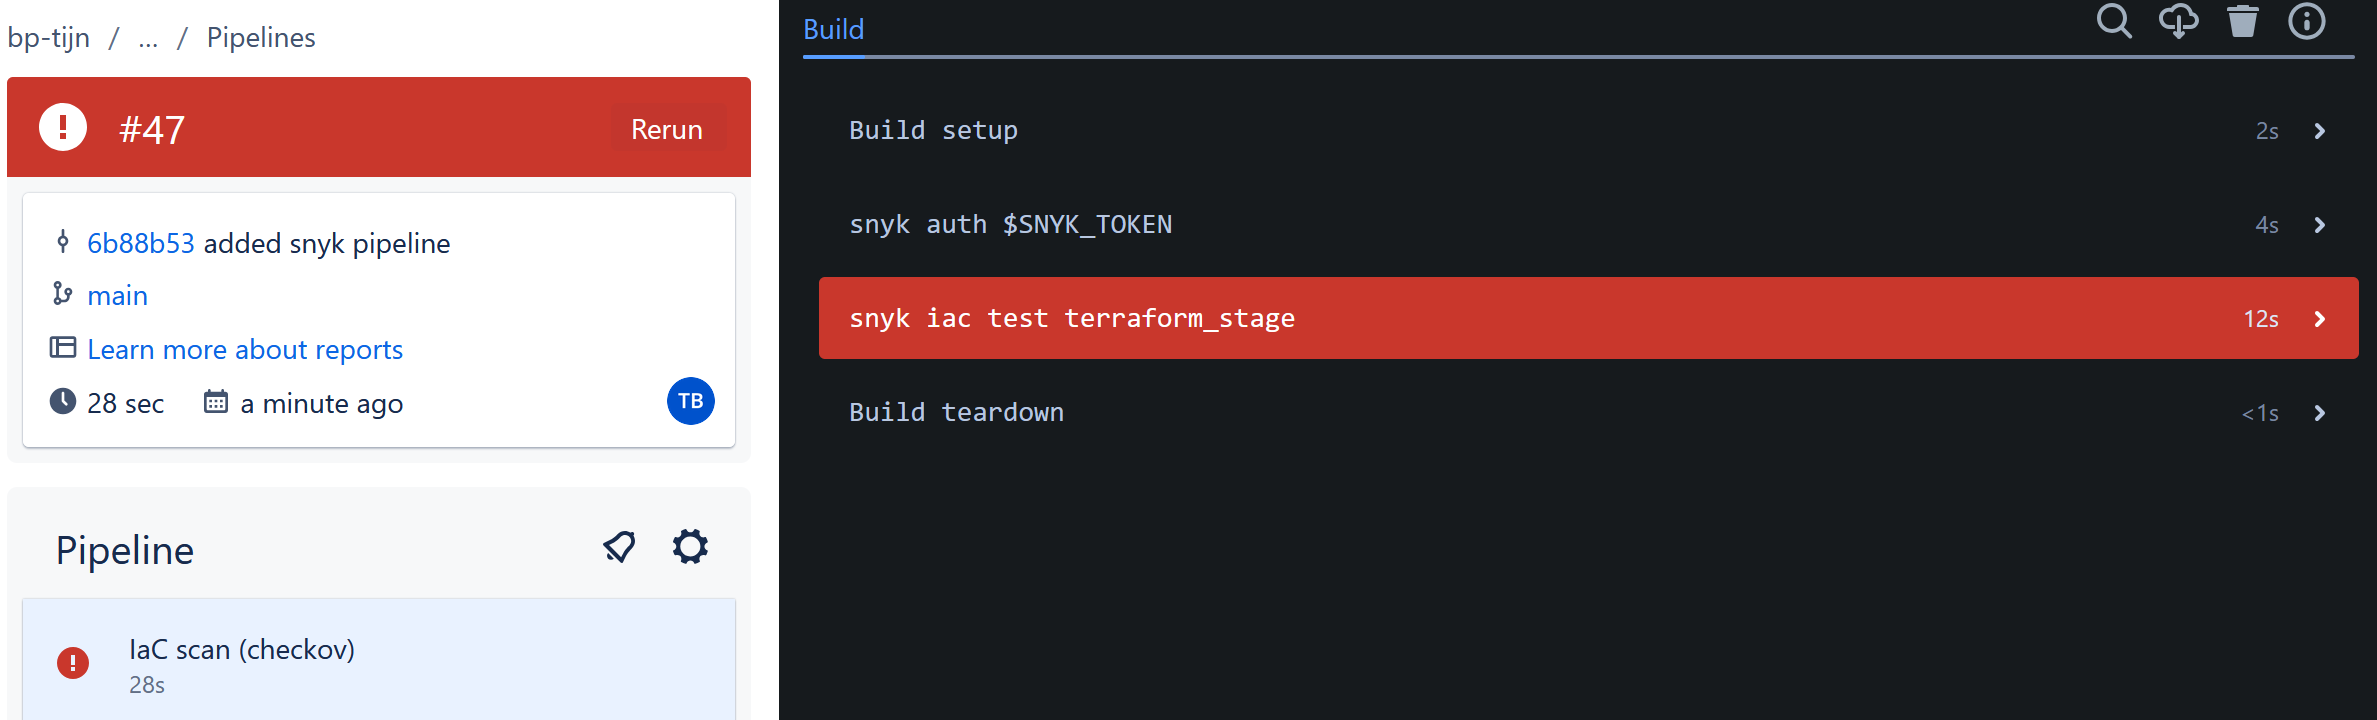 bp-tijn / ... / Pipelines
#47
Rerun
6b88b53 added snyk pipeline
main
Learn more about reports
28 sec a minute ago
TB
Pipeline
IaC scan (checkov)
28s
Build
Build setup 2s
snyk auth $SNYK_TOKEN 4s
snyk iac test terraform_stage 12s
Build teardown <1s